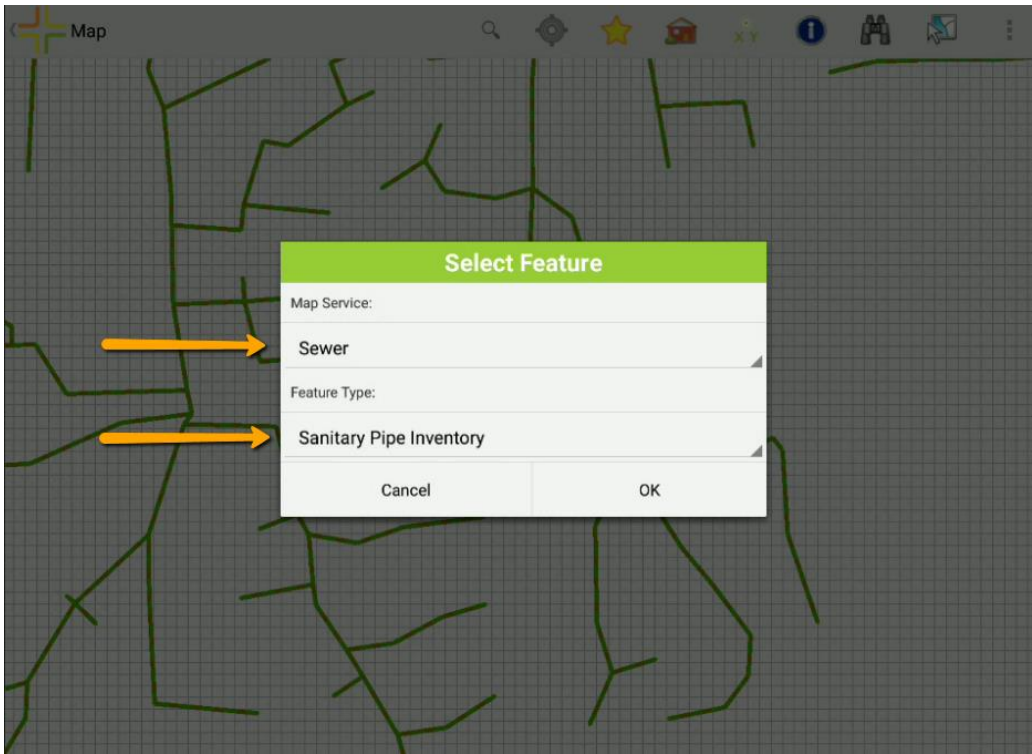 Map
X Y
Select Feature
Map Service:
Sewer
Feature Type:
Sanitary Pipe Inventory
Cancel
OK